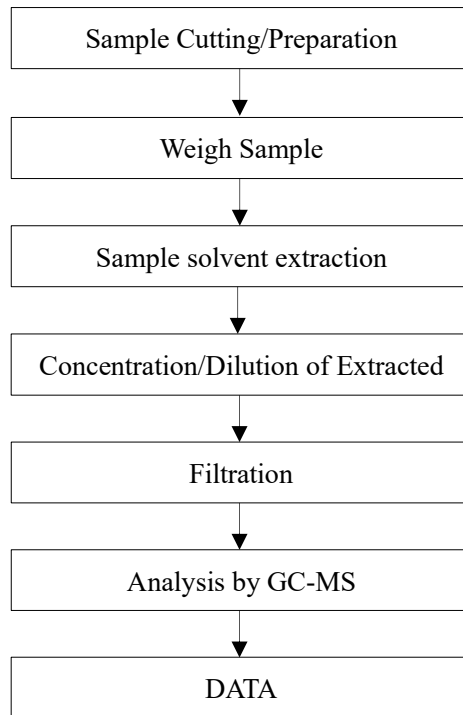 Sample Cutting/Preparation
Weigh Sample
Sample solvent extraction
Concentration/Dilution of Extracted
Filtration
Analysis by GC-MS
DATA